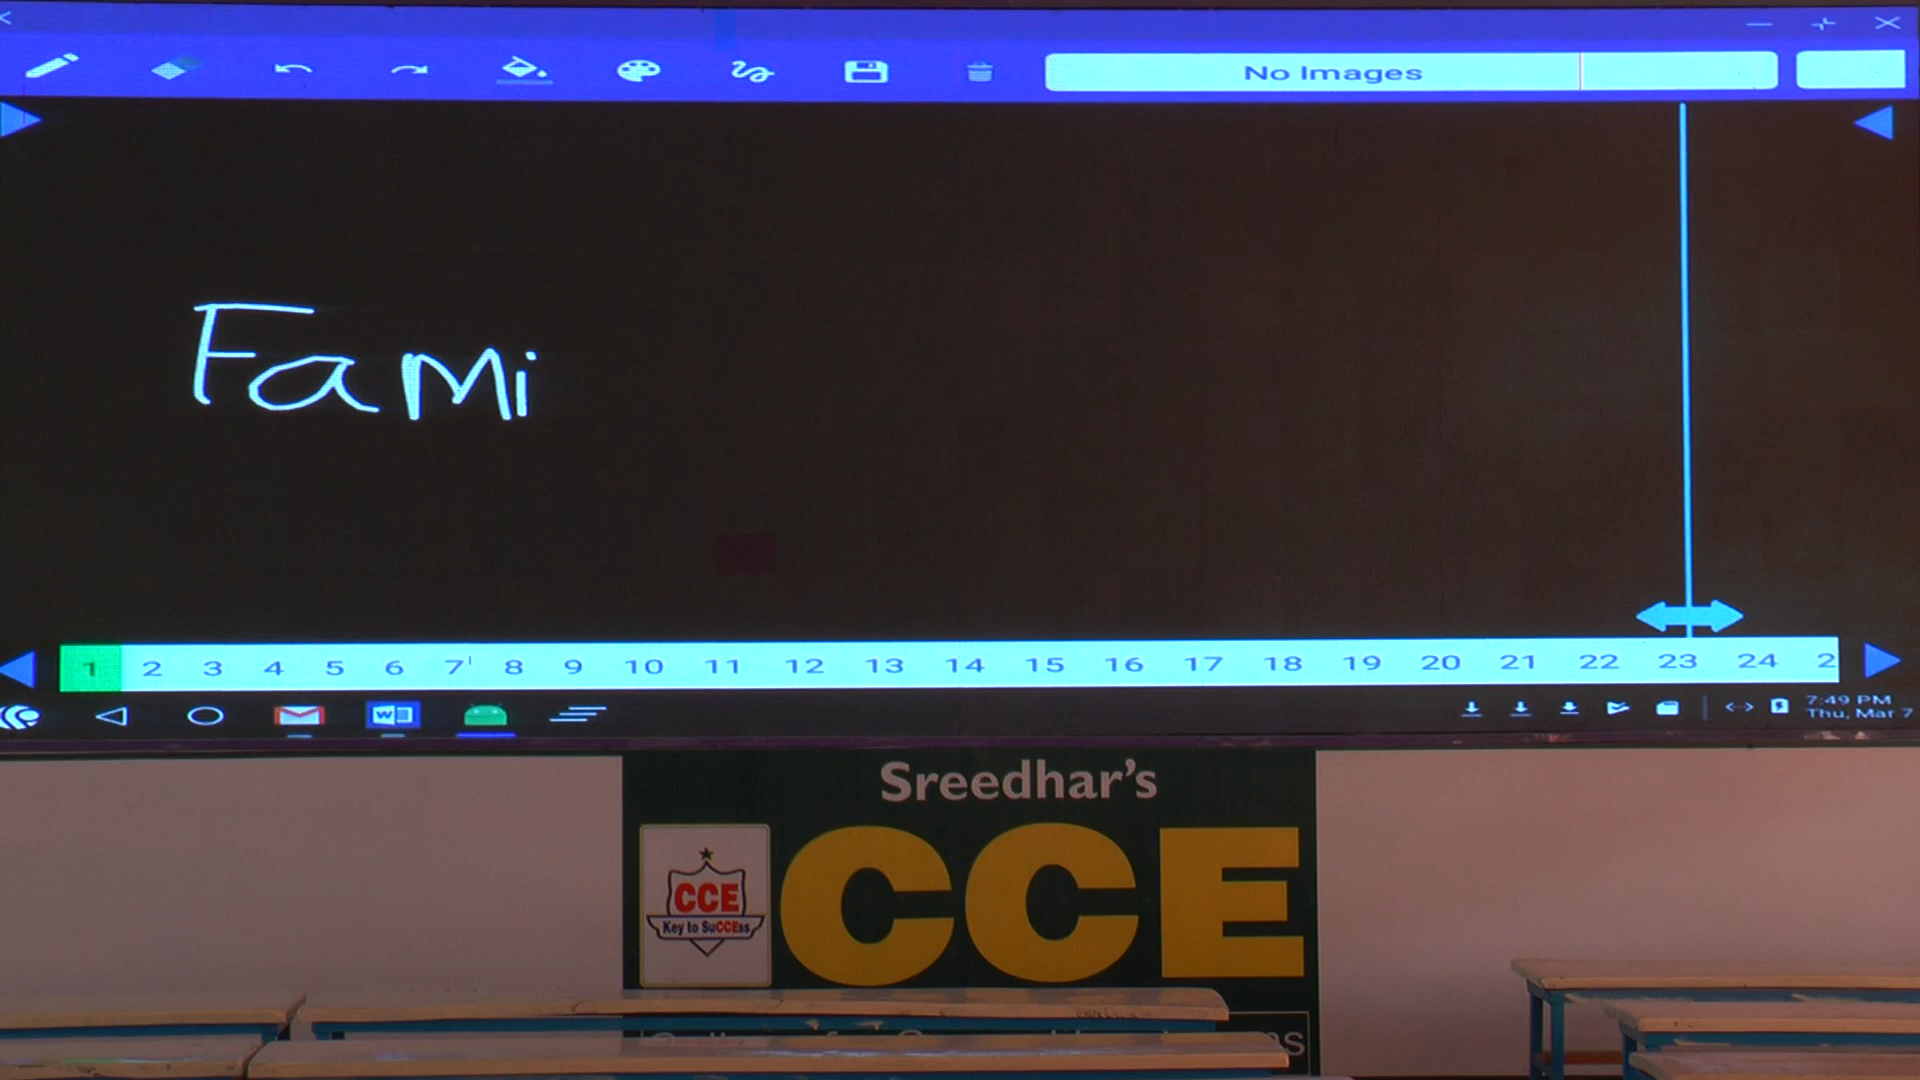 No Images
Fami
1 2 3 4 5 6 7 8 9 10 11 12 13 14 15 16 17 18 19 20 21 22 23 24 2
7:49 PM
Thu, Mar 7
Sreedhar's
CCE
CCE
Key to SuCCEss